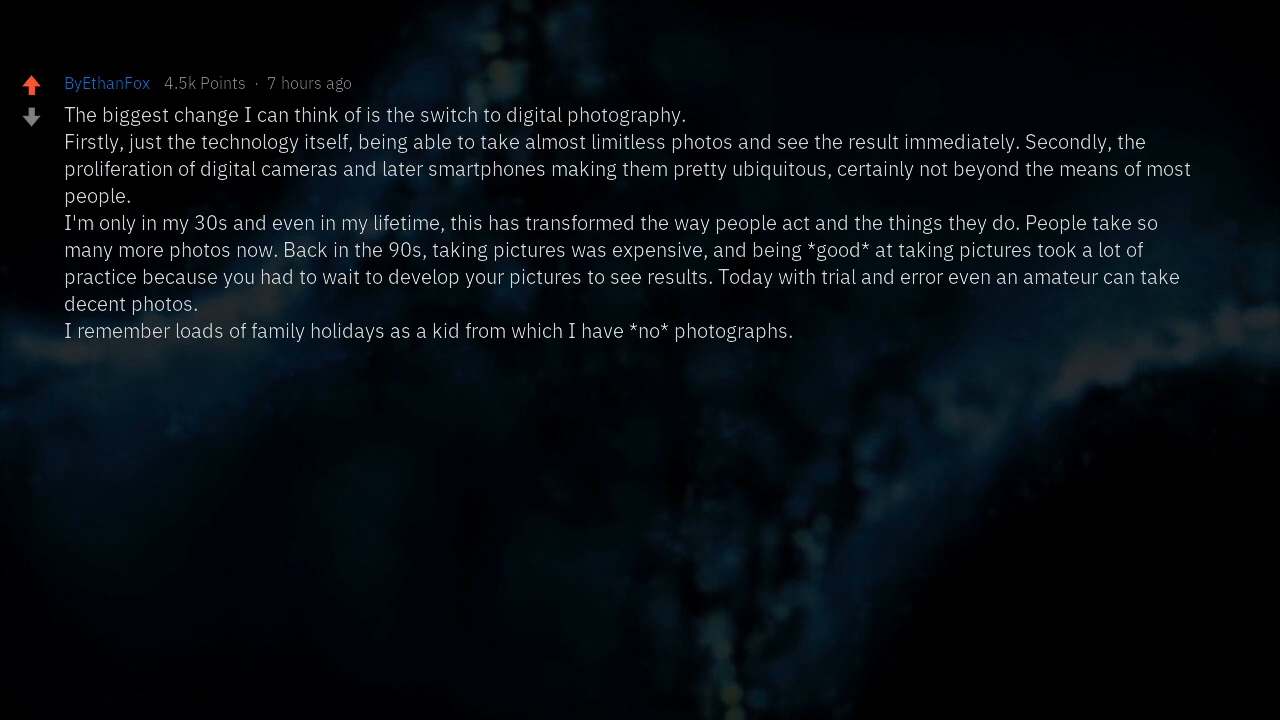 ByEthanFox 4.5k Points · 7 hours ago
The biggest change I can think of is the switch to digital photography.
Firstly, just the technology itself, being able to take almost limitless photos and see the result immediately. Secondly, the
proliferation of digital cameras and later smartphones making them pretty ubiquitous, certainly not beyond the means of most
people.
I'm only in my 30s and even in my lifetime, this has transformed the way people act and the things they do. People take so
many more photos now. Back in the 90s, taking pictures was expensive, and being *good* at taking pictures took a lot of
practice because you had to wait to develop your pictures to see results. Today with trial and error even an amateur can take
decent photos.
I remember loads of family holidays as a kid from which I have *no* photographs.